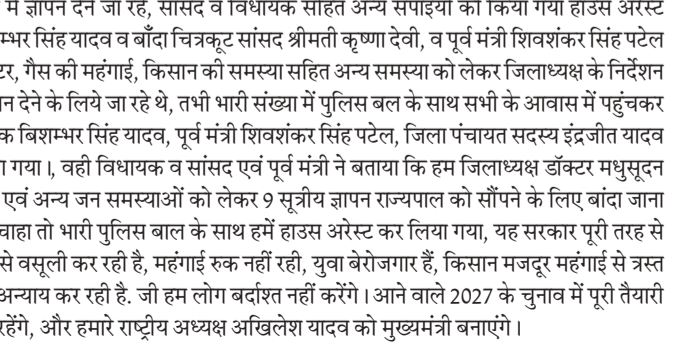 में ज्ञापन देने जा रहे, सांसद व विधायक सहित अन्य सपाइयों को किया गया हाउस अरेस्ट
म्भर सिंह यादव व बाँदा चित्रकूट सांसद श्रीमती कृष्णा देवी, व पूर्व मंत्री शिवशंकर सिंह पटेल
टर, गैस की महंगाई, किसान की समस्या सहित अन्य समस्या को लेकर जिलाध्यक्ष के निर्देशन
न देने के लिये जा रहे थे, तभी भारी संख्या में पुलिस बल के साथ सभी के आवास में पहुंचकर
क बिशम्भर सिंह यादव, पूर्व मंत्री शिवशंकर सिंह पटेल, जिला पंचायत सदस्य इंद्रजीत यादव
ा गया।, वही विधायक व सांसद एवं पूर्व मंत्री ने बताया कि हम जिलाध्यक्ष डॉक्टर मधुसूदन
एवं अन्य जन समस्याओं को लेकर 9 सूत्रीय ज्ञापन राज्यपाल को सौंपने के लिए बांदा जाना
चाहा तो भारी पुलिस बाल के साथ हमें हाउस अरेस्ट कर लिया गया, यह सरकार पूरी तरह से
से वसूली कर रही है, महंगाई रुक नहीं रही, युवा बेरोजगार हैं, किसान मजदूर महंगाई से त्रस्त
अन्याय कर रही है. जी हम लोग बर्दाश्त नहीं करेंगे। आने वाले 2027 के चुनाव में पूरी तैयारी
रहेंगे, और हमारे राष्ट्रीय अध्यक्ष अखिलेश यादव को मुख्यमंत्री बनाएंगे।